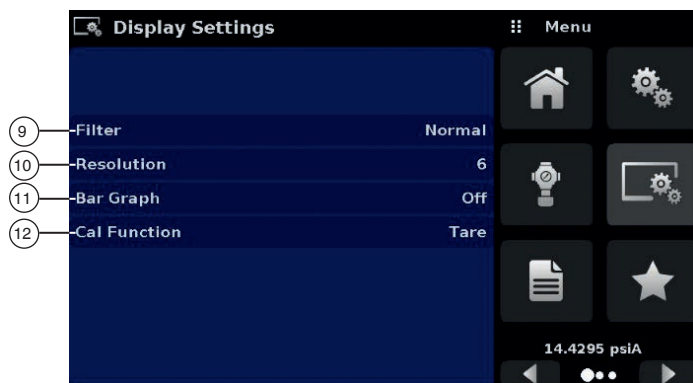 Display Settings
Menu
9 Filter Normal
10 Resolution 6
11 Bar Graph Off
12 Cal Function Tare
14.4295 psiA